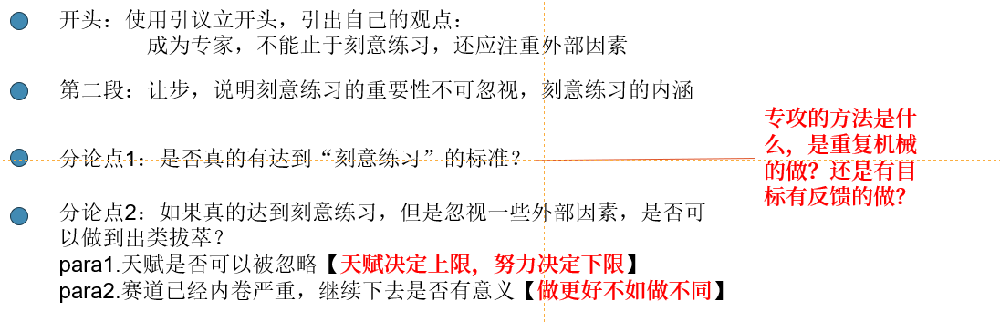 开头：使用引议立开头，引出自己的观点：
成为专家，不能止于刻意练习，还应注重外部因素
第二段：让步，说明刻意练习的重要性不可忽视，刻意练习的内涵
分论点1：是否真的有达到“刻意练习”的标准？
专攻的方法是什
么，是重复机械
的做？还是有目
标有反馈的做？
分论点2：如果真的达到刻意练习，但是忽视一些外部因素，是否可
以做到出类拔萃？
para1.天赋是否可以被忽略【天赋决定上限，努力决定下限】
para2.赛道已经内卷严重，继续下去是否有意义【做更好不如做不同】